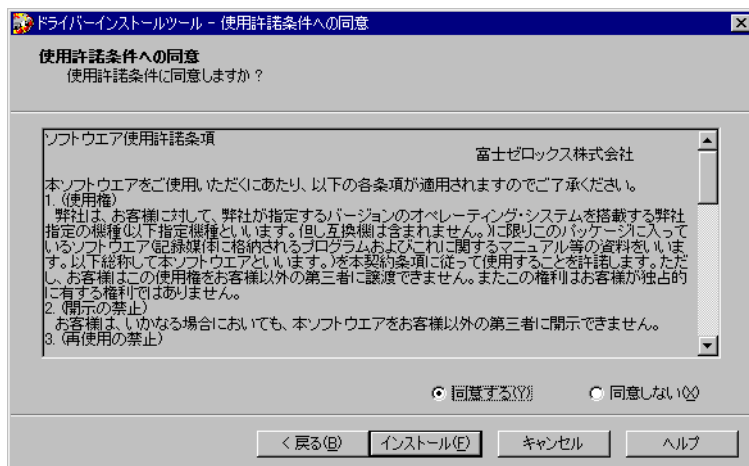 ドライバーインストールツール - 使用許諾条件への同意
使用許諾条件への同意
使用許諾条件に同意しますか?
ソフトウエア使用許諾条項
富士ゼロックス株式会社
本ソフトウエアをご使用いただくにあたり、以下の各条項が適用されますのでご了承ください。
1. (使用権)
弊社は、お客様に対して、弊社が指定するバージョンのオペレーティング・システムを搭載する弊社
指定の機種(以下指定機種といいます。但し互換機は含まれません。)に限りこのパッケージに入って
いるソフトウエア(記録媒体に格納されるプログラムおよびこれに関するマニュアル等の資料をいいま
す。以下総称して本ソフトウエアといいます。)を本契約条項に従って使用することを許諾します。ただ
し、お客様はこの使用権をお客様以外の第三者に譲渡できません。またこの権利はお客様が独占的
に有する権利ではありません。
2. (開示の禁止)
お客様は、いかなる場合においても、本ソフトウエアをお客様以外の第三者に開示できません。
3. (再使用の禁止)
同意する(Y) 同意しない(X)
< 戻る(B) インストール(F) キャンセル ヘルプ